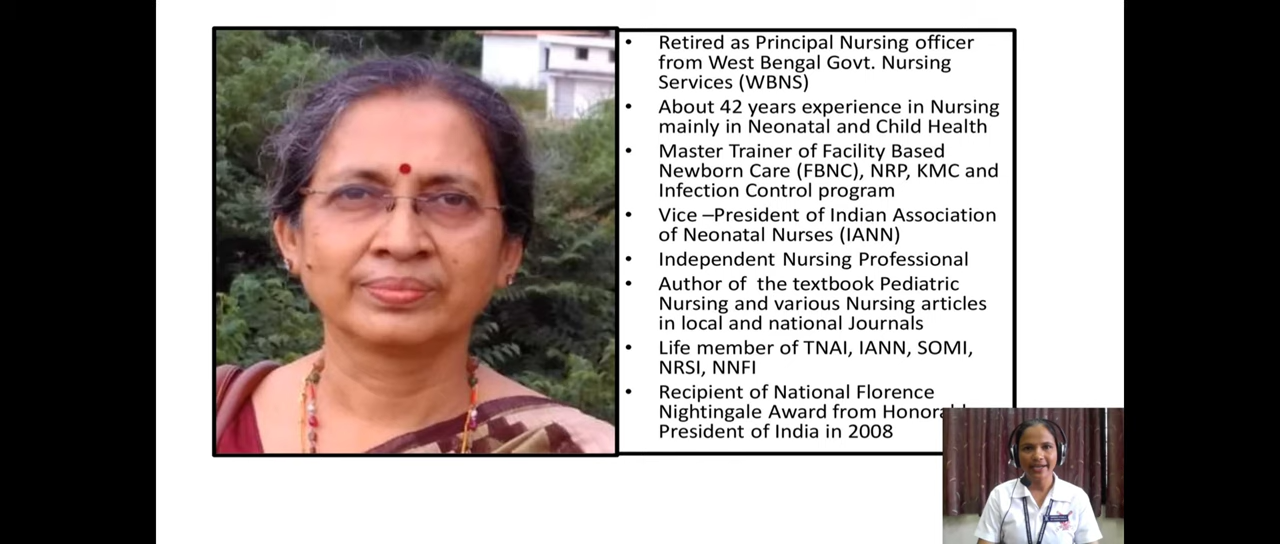 • Retired as Principal Nursing officer
from West Bengal Govt. Nursing
Services (WBNS)
• About 42 years experience in Nursing
mainly in Neonatal and Child Health
• Master Trainer of Facility Based
Newborn Care (FBNC), NRP, KMC and
Infection Control program
• Vice –President of Indian Association
of Neonatal Nurses (IANN)
• Independent Nursing Professional
• Author of the textbook Pediatric
Nursing and various Nursing articles
in local and national Journals
• Life member of TNAI, IANN, SOMI,
NRSI, NNFI
• Recipient of National Florence
Nightingale Award from
President of India in 2008